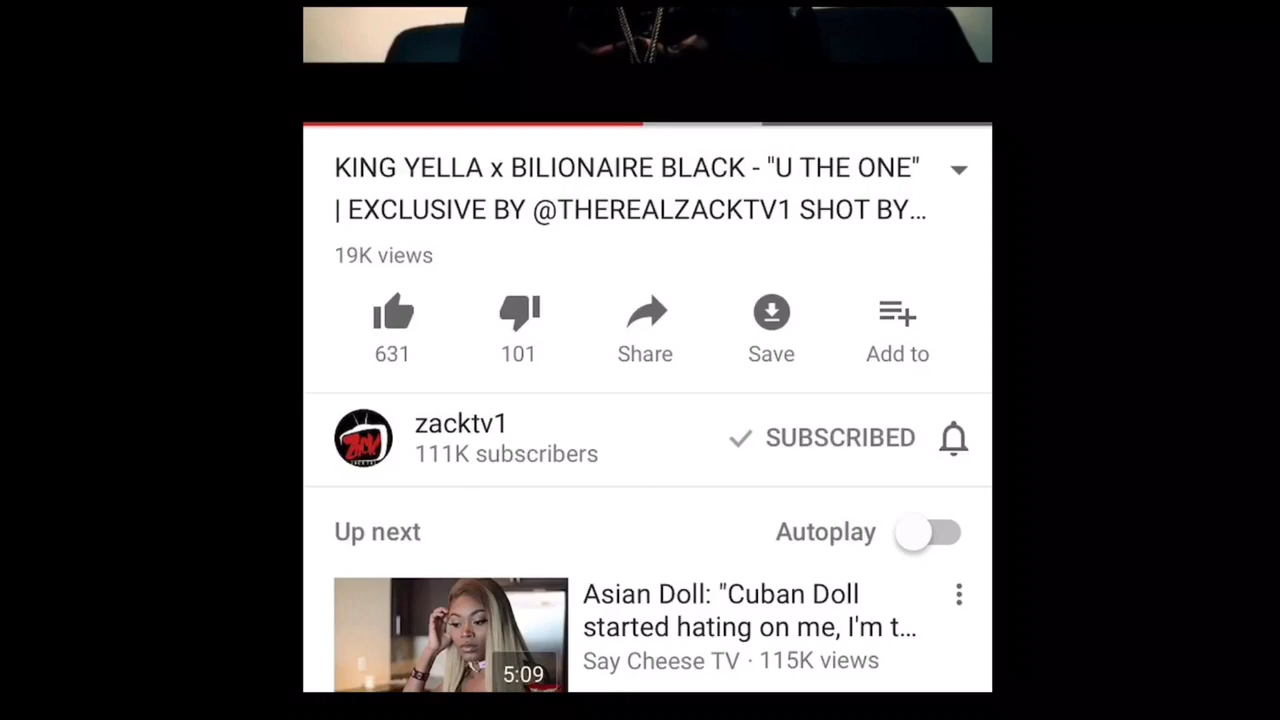 KING YELLA x BILIONAIRE BLACK - "U THE ONE"
| EXCLUSIVE BY @THEREALZACKTV1 SHOT BY...
19K views
631
101
Share
Save
Add to
ZACK
zacktv1
111K subscribers
SUBSCRIBED
Up next
Autoplay
Asian Doll: "Cuban Doll
started hating on me, I'm t...
Say Cheese TV · 115K views
5:09